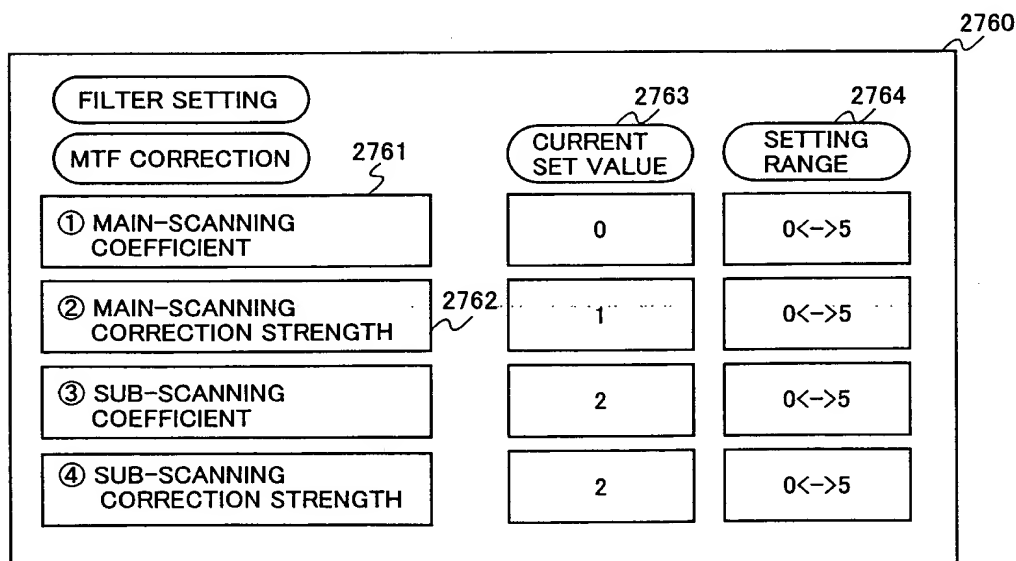 2760
FILTER SETTING
MTF CORRECTION
2761
2763
CURRENT
SET VALUE
2764
SETTING
RANGE
① MAIN-SCANNING
COEFFICIENT
0
0<->5
② MAIN-SCANNING
CORRECTION STRENGTH
2762
1
0<->5
③ SUB-SCANNING
COEFFICIENT
2
0<->5
④ SUB-SCANNING
CORRECTION STRENGTH
2
0<->5